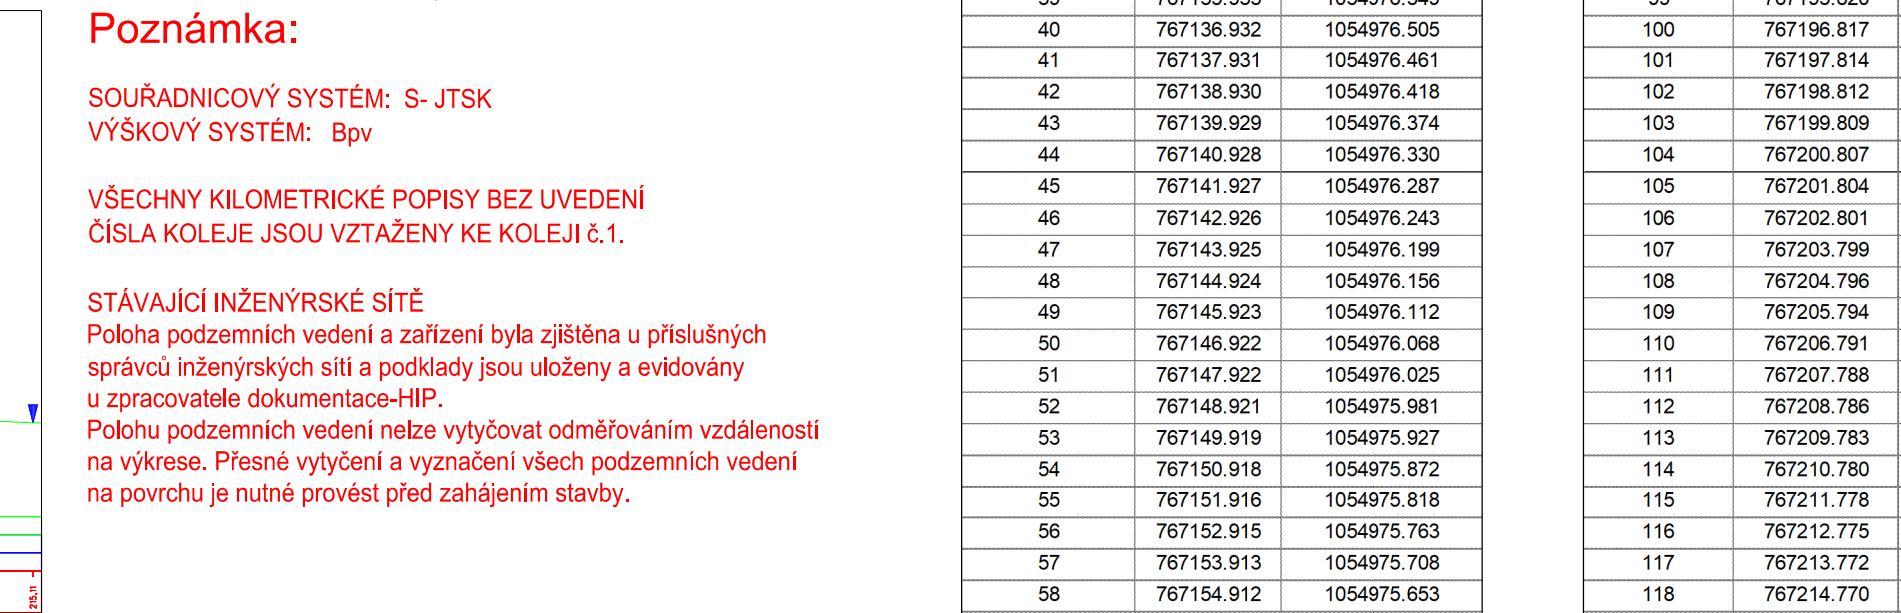 Poznámka:
SOUŘADNICOVÝ SYSTÉM: S- JTSK
VÝŠKOVÝ SYSTÉM: Bpv
VŠECHNY KILOMETRICKÉ POPISY BEZ UVEDENÍ
ČÍSLA KOLEJE JSOU VZTAŽENY KE KOLEJI č.1.
STÁVAJÍCÍ INŽENÝRSKÉ SÍTĚ
Poloha podzemních vedení a zařízení byla zjištěna u příslušných
správců inženýrských sítí a podklady jsou uloženy a evidovány
u zpracovatele dokumentace-HIP.
Polohu podzemních vedení nelze vytyčovat odměřováním vzdáleností
na výkrese. Přesné vytyčení a vyznačení všech podzemních vedení
na povrchu je nutné provést před zahájením stavby.
215,11
40 767136.932 1054976.505
41 767137.931 1054976.461
42 767138.930 1054976.418
43 767139.929 1054976.374
44 767140.928 1054976.330
45 767141.927 1054976.287
46 767142.926 1054976.243
47 767143.925 1054976.199
48 767144.924 1054976.156
49 767145.923 1054976.112
50 767146.922 1054976.068
51 767147.922 1054976.025
52 767148.921 1054975.981
53 767149.919 1054975.927
54 767150.918 1054975.872
55 767151.916 1054975.818
56 767152.915 1054975.763
57 767153.913 1054975.708
58 767154.912 1054975.653
100 767196.817
101 767197.814
102 767198.812
103 767199.809
104 767200.807
105 767201.804
106 767202.801
107 767203.799
108 767204.796
109 767205.794
110 767206.791
111 767207.788
112 767208.786
113 767209.783
114 767210.780
115 767211.778
116 767212.775
117 767213.772
118 767214.770